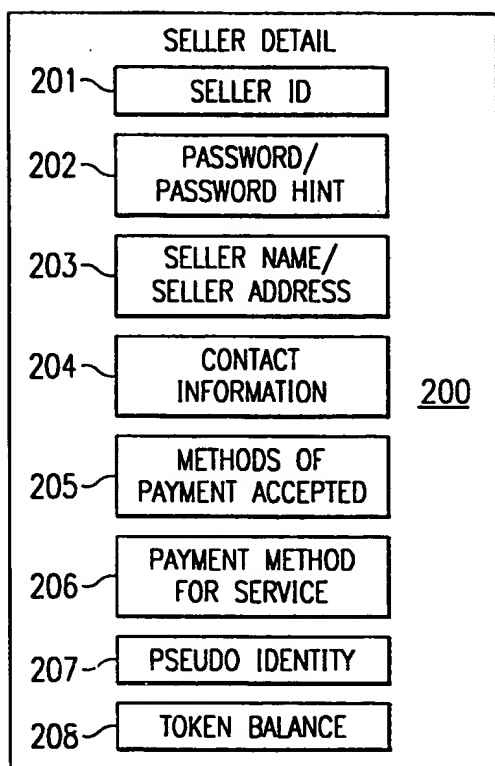 SELLER DETAIL
201 SELLER ID
202 PASSWORD/
PASSWORD HINT
203 SELLER NAME/
SELLER ADDRESS
204 CONTACT
INFORMATION
200
205 METHODS OF
PAYMENT ACCEPTED
206 PAYMENT METHOD
FOR SERVICE
207 PSEUDO IDENTITY
208 TOKEN BALANCE